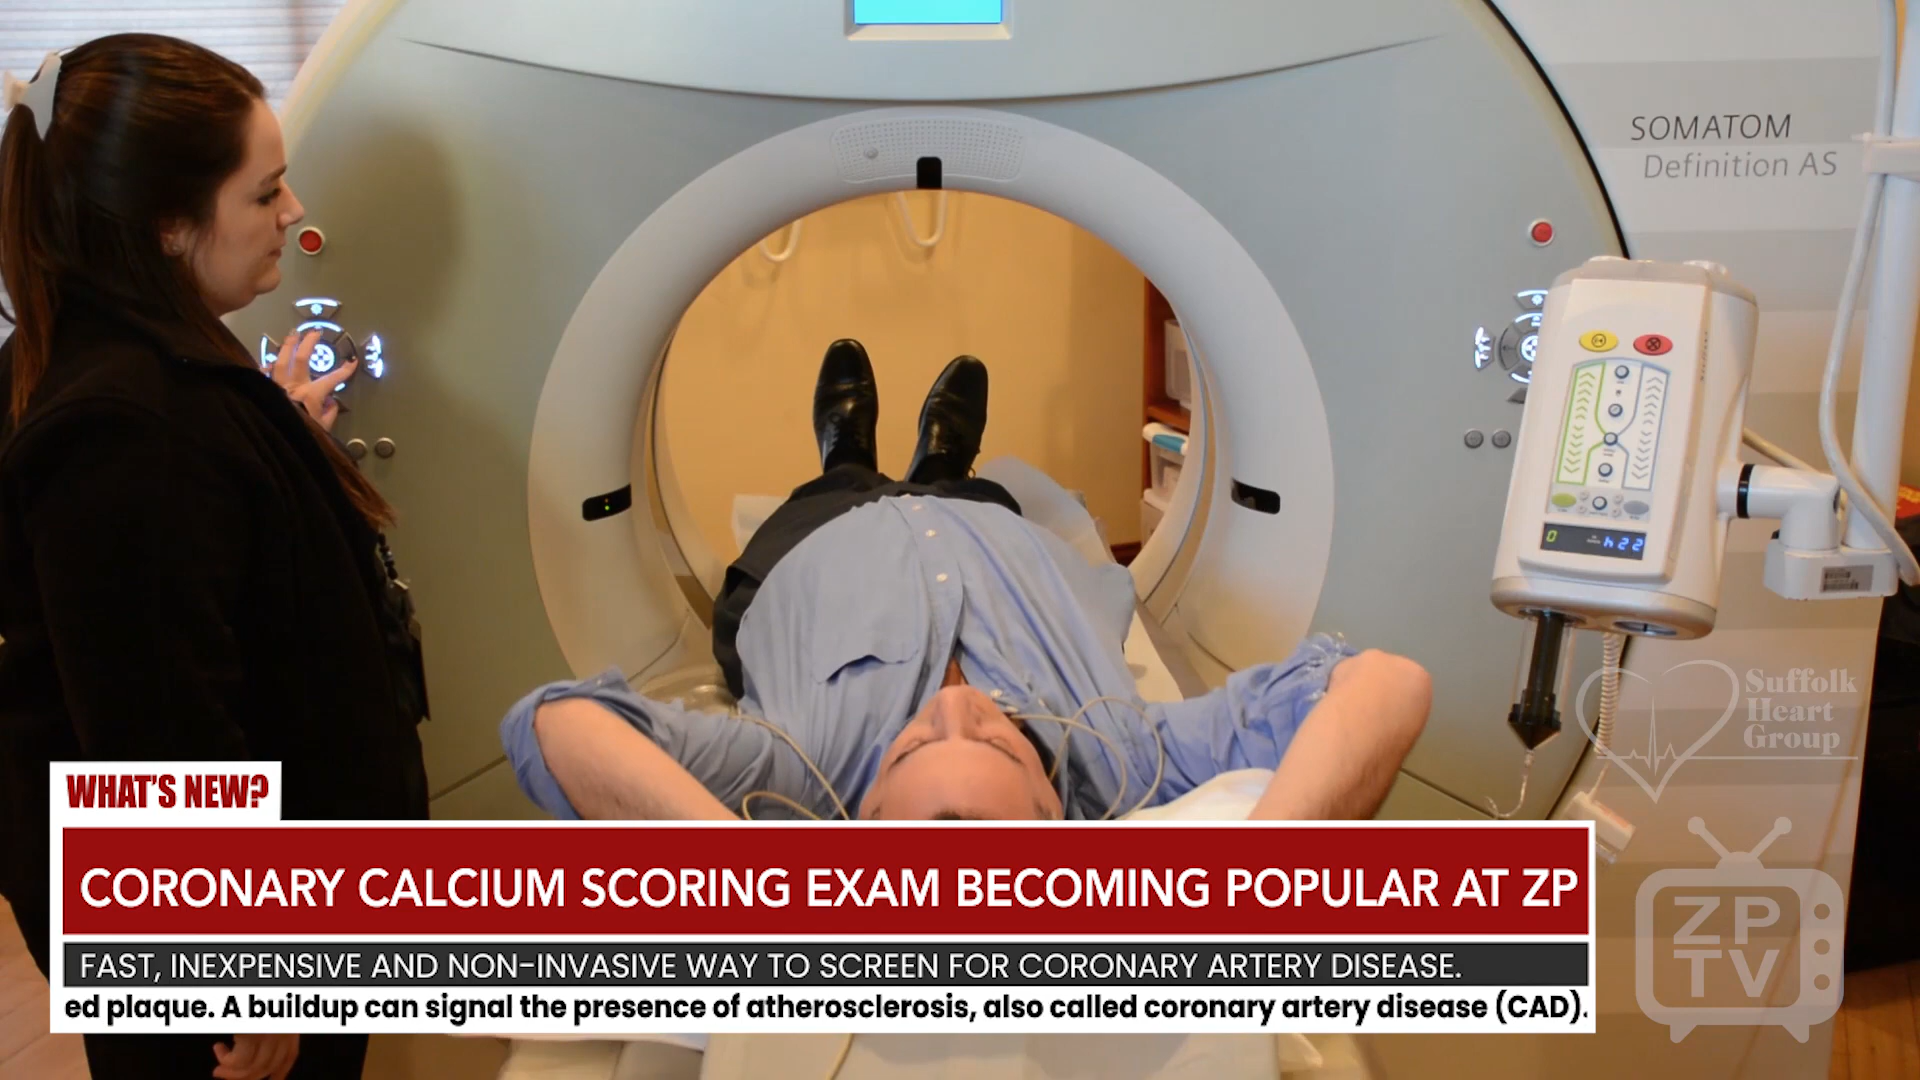 SOMATOM
Definition AS
0
h22
Suffolk
Heart
Group
WHAT'S NEW?
CORONARY CALCIUM SCORING EXAM BECOMING POPULAR AT ZP
FAST, INEXPENSIVE AND NON-INVASIVE WAY TO SCREEN FOR CORONARY ARTERY DISEASE.
ed plaque. A buildup can signal the presence of atherosclerosis, also called coronary artery disease (CAD).
ZP
TV